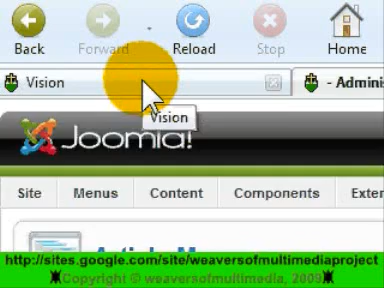 Back Forward Reload Stop Home
Vision - Admini
Vision
Joomla!
Site Menus Content Components Exten
http://sites.google.com/site/weaversofmultimediaproject
Copyright © weaversofmultimedia, 2009